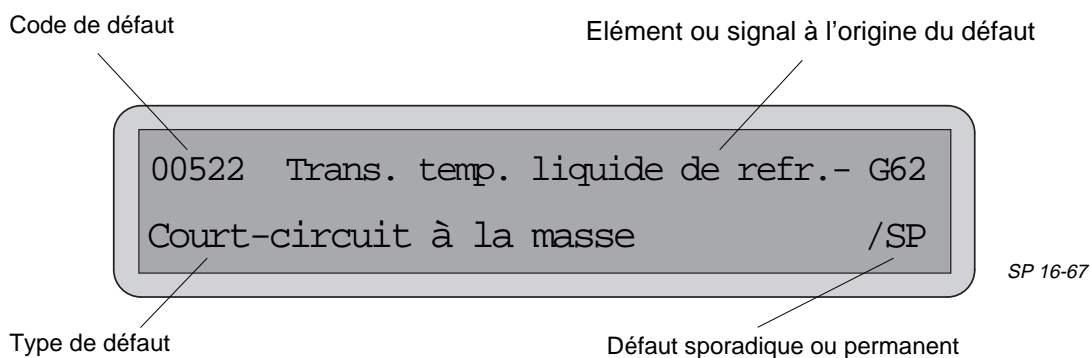 Code de défaut
Elément ou signal à l’origine du défaut
00522 Trans. temp. liquide de refr.- G62
Court-circuit à la masse /SP
SP 16-67
Type de défaut
Défaut sporadique ou permanent